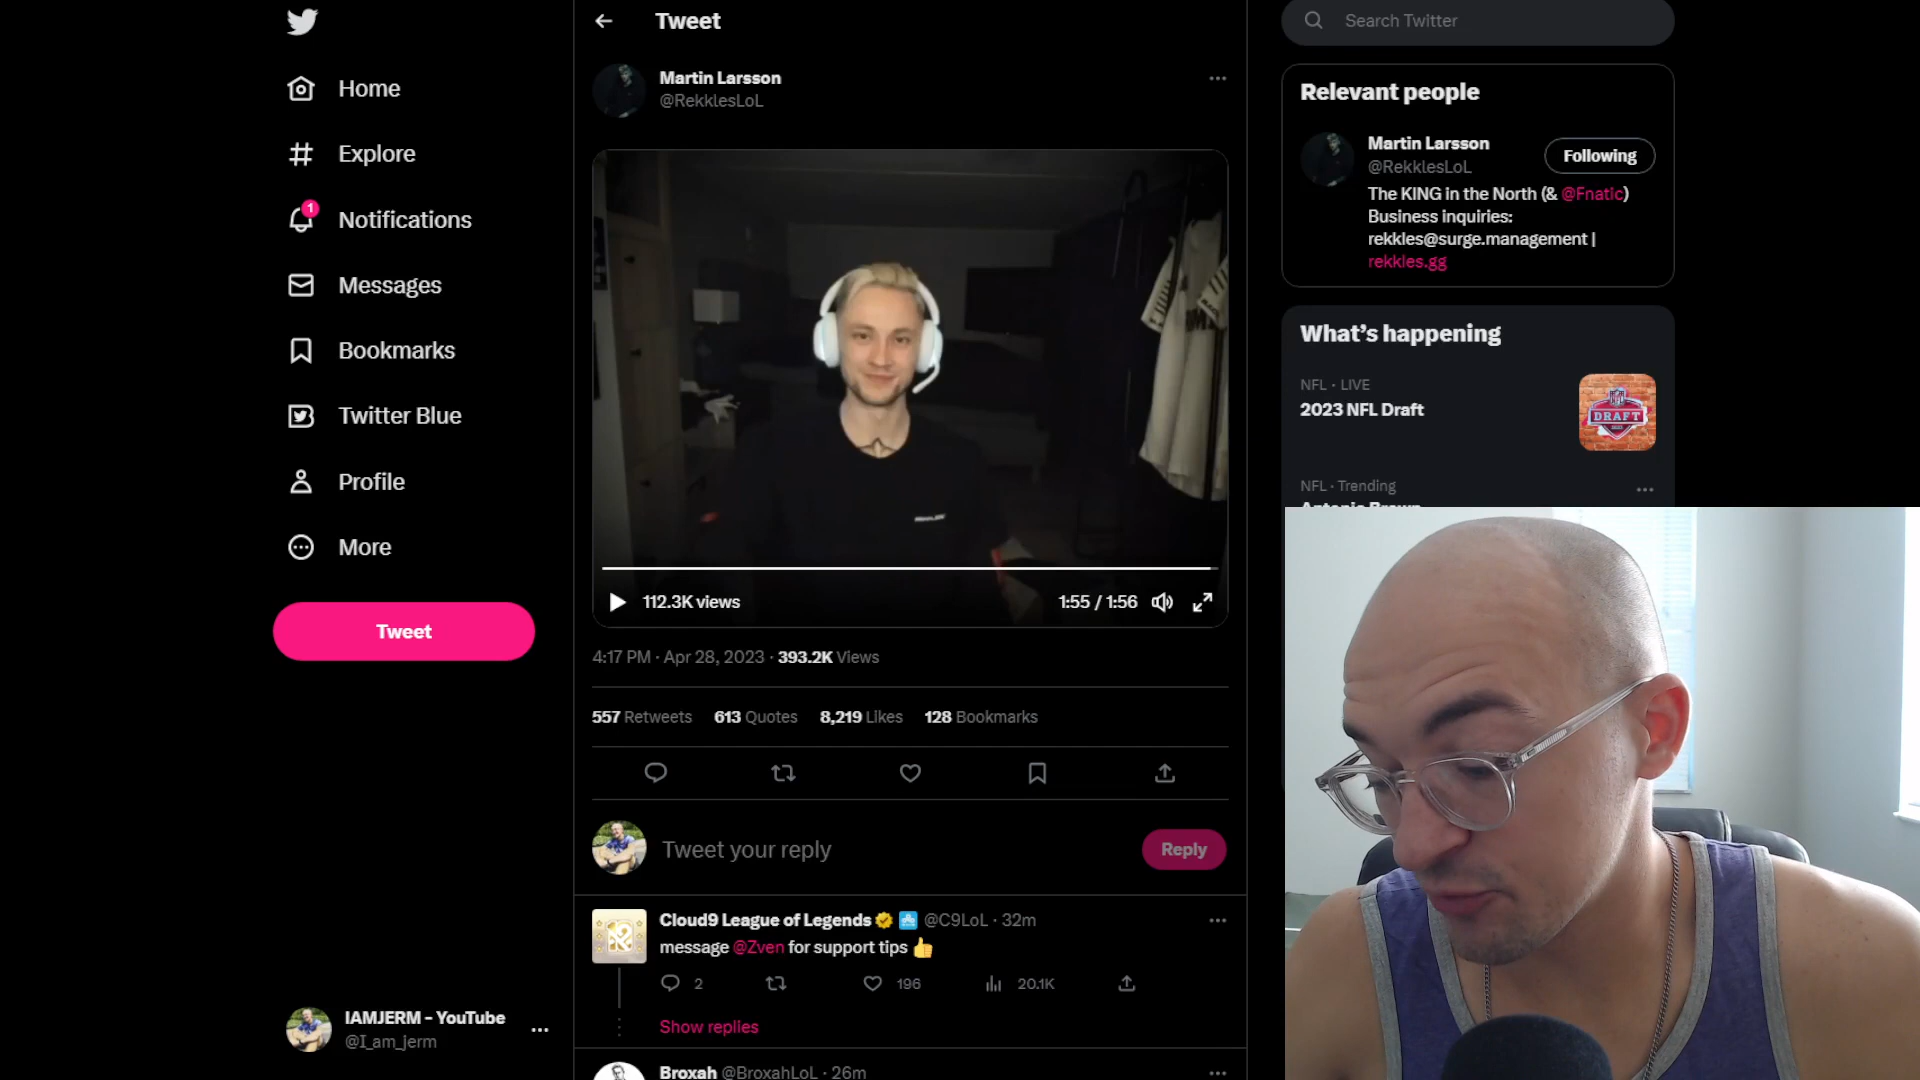 Tweet
Search Twitter
Home
Explore
1
Notifications
Messages
Bookmarks
Twitter Blue
Profile
More
Tweet
IAMJERM - YouTube
@I_am_jerm
Martin Larsson
@RekklesLoL
112.3K views
1:55 / 1:56
4:17 PM · Apr 28, 2023 · 393.2K Views
557 Retweets 613 Quotes 8,219 Likes 128 Bookmarks
Tweet your reply
Reply
Cloud9 League of Legends @C9LoL · 32m
message @Zven for support tips 👍
2 196 20.1K
Show replies
Broxah @BroxahLoL · 26m
Relevant people
Martin Larsson
@RekklesLoL
Following
The KING in the North (& @Fnatic)
Business inquiries:
rekkles@surge.management |
rekkles.gg
What's happening
NFL · LIVE
2023 NFL Draft
NFL
DRAFT
2023
NFL · Trending
Antonio Brown